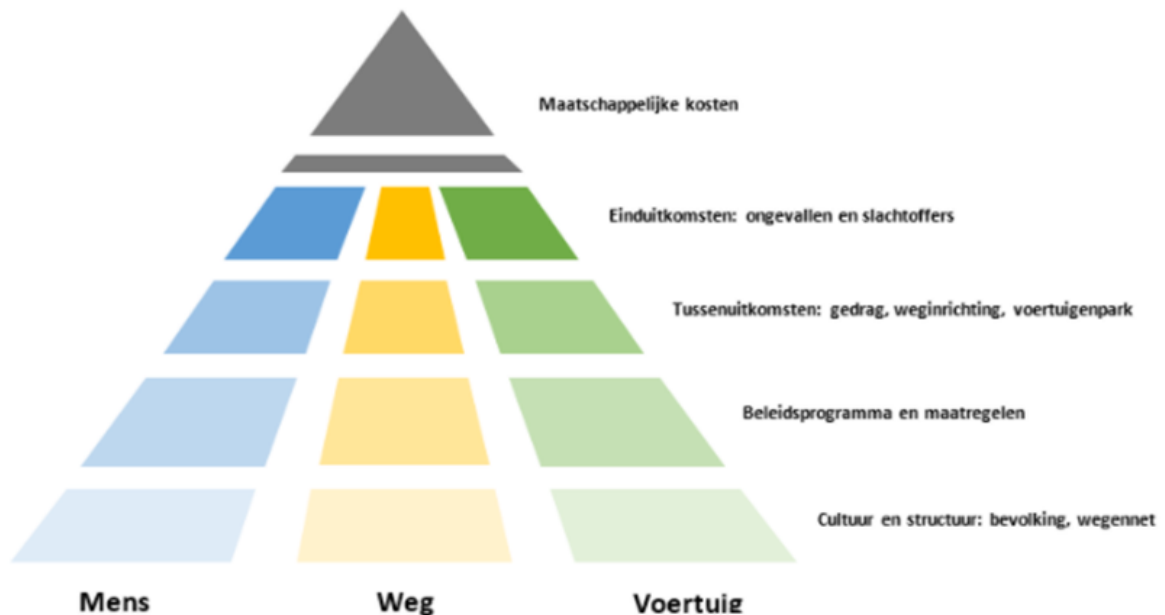 Maatschappelijke kosten
Einduitkomsten: ongevallen en slachtoffers
Tussenuitkomsten: gedrag, weginrichting, voertuigenpark
Beleidsprogramma en maatregelen
Cultuur en structuur: bevolking, wegennet
Mens Weg Voertuig